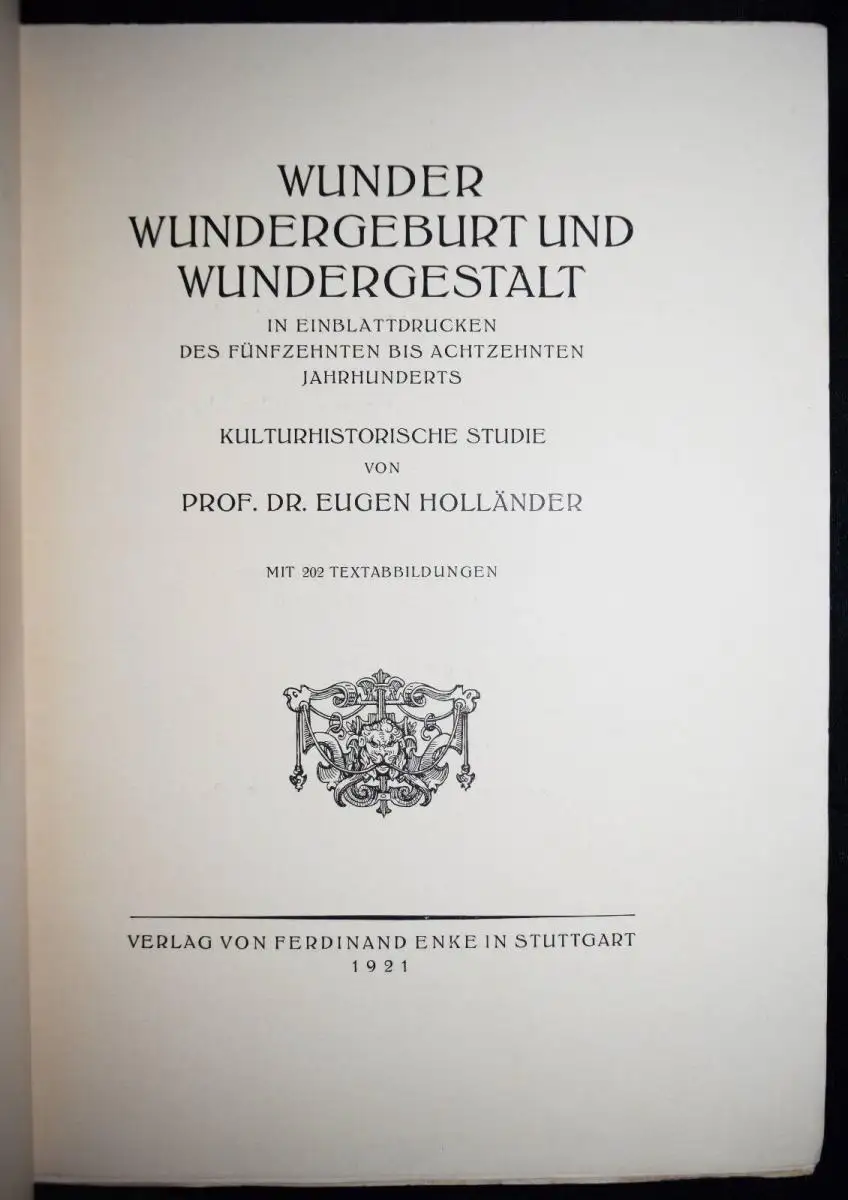 WUNDER
WUNDERGEBURT UND
WUNDERGESTALT
IN EINBLATTDRUCKEN
DES FÜNFZEHNTEN BIS ACHTZEHNTEN
JAHRHUNDERTS
KULTURHISTORISCHE STUDIE
VON
PROF. DR. EUGEN HOLLÄNDER
MIT 202 TEXTABBILDUNGEN
VERLAG VON FERDINAND ENKE IN STUTTGART
1921